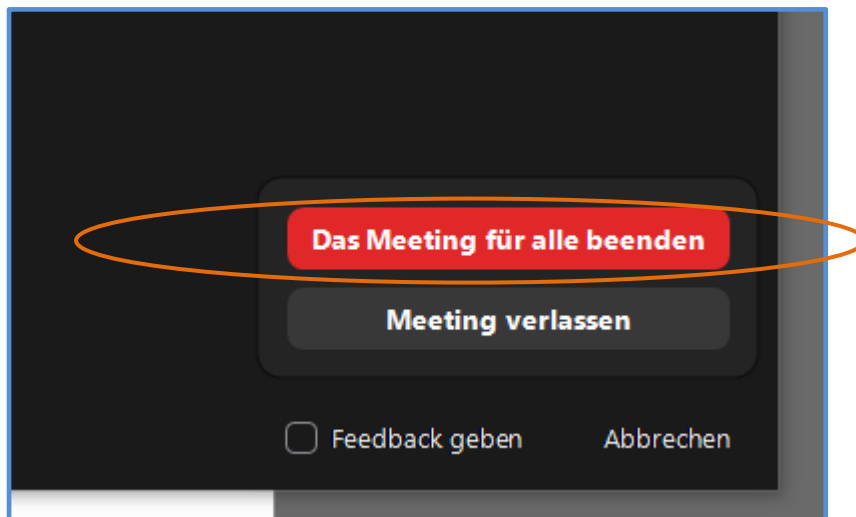 Das Meeting für alle beenden
Meeting verlassen
Feedback geben Abbrechen